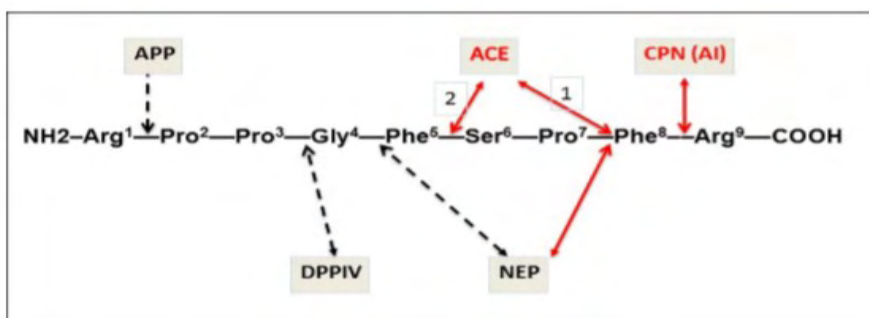 APP ACE CPN (AI)
2 1
NH2–Arg¹—Pro²—Pro³—Gly⁴—Phe⁵—Ser⁶—Pro⁷—Phe⁸—Arg⁹—COOH
DPPIV NEP